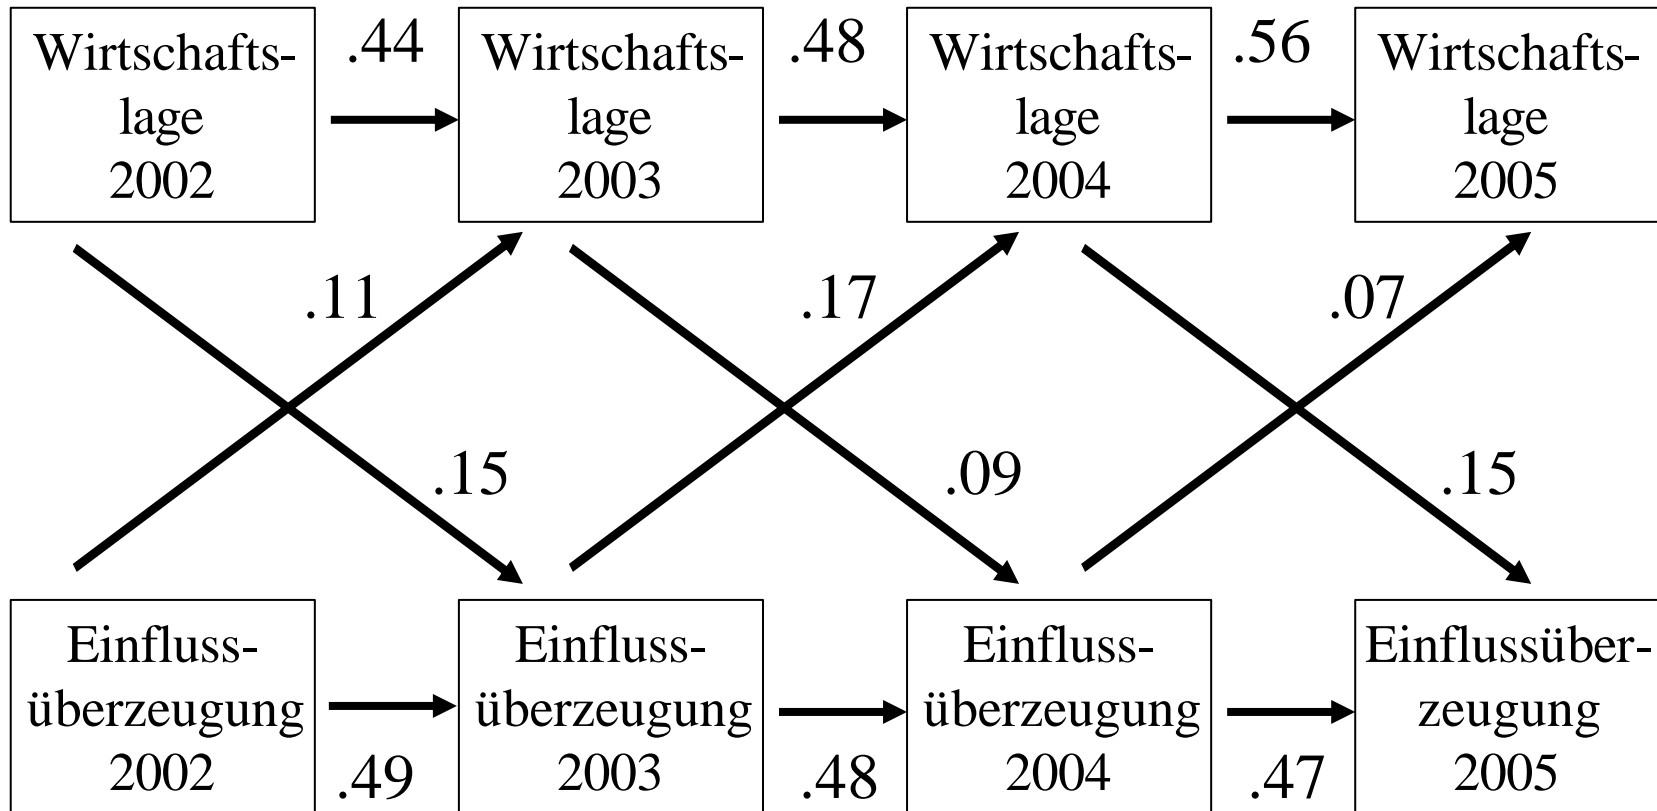 Wirtschafts-
lage
2002
.44
Wirtschafts-
lage
2003
.48
Wirtschafts-
lage
2004
.56
Wirtschafts-
lage
2005
.11
.17
.07
.15
.09
.15
Einfluss-
überzeugung
2002
.49
Einfluss-
überzeugung
2003
.48
Einfluss-
überzeugung
2004
.47
Einflussüber-
zeugung
2005